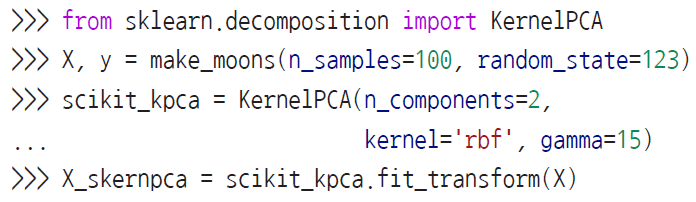 >>> from sklearn.decomposition import KernelPCA
>>> X, y = make_moons(n_samples=100, random_state=123)
>>> scikit_kpca = KernelPCA(n_components=2,
...                         kernel='rbf', gamma=15)
>>> X_skernpca = scikit_kpca.fit_transform(X)